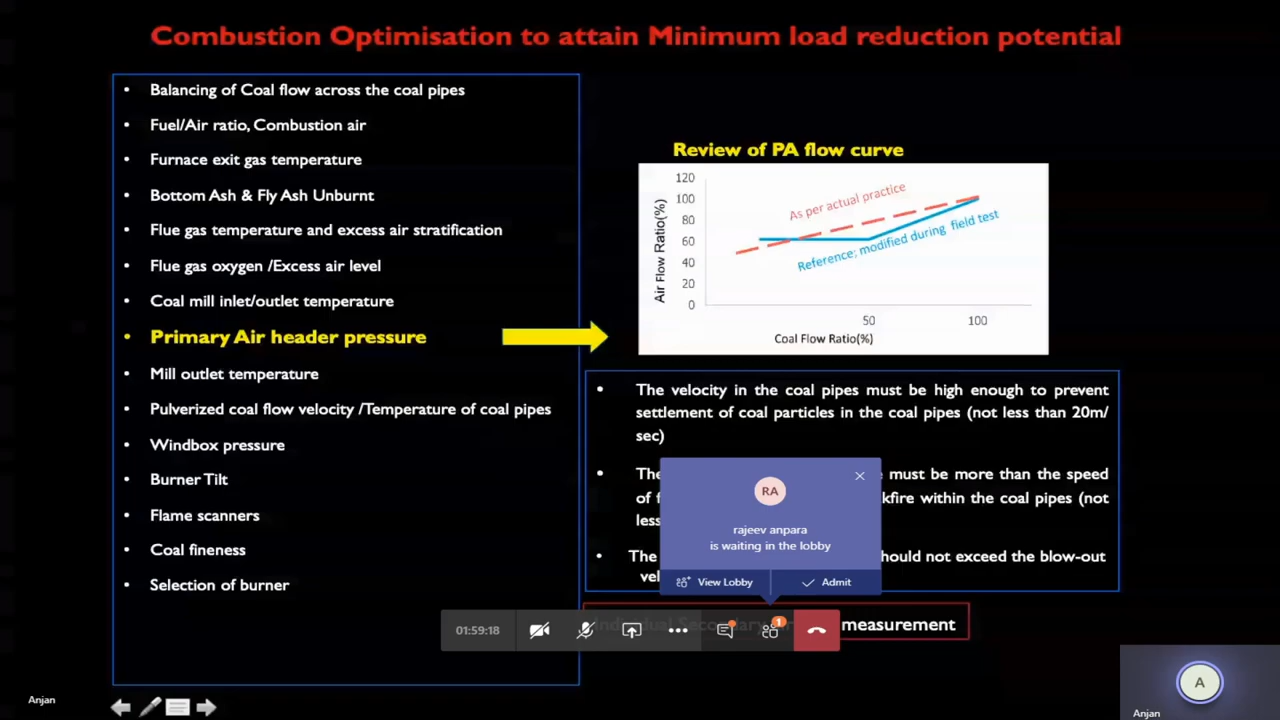 Combustion Optimisation to attain Minimum load reduction potential
• Balancing of Coal flow across the coal pipes
• Fuel/Air ratio, Combustion air
• Furnace exit gas temperature
• Bottom Ash & Fly Ash Unburnt
• Flue gas temperature and excess air stratification
• Flue gas oxygen /Excess air level
• Coal mill inlet/outlet temperature
• Primary Air header pressure
• Mill outlet temperature
• Pulverized coal flow velocity /Temperature of coal pipes
• Windbox pressure
• Burner Tilt
• Flame scanners
• Coal fineness
• Selection of burner
Review of PA flow curve
120
100
80
60
40
20
0
Air Flow Ratio(%)
As per actual practice
Reference; modified during field test
50
100
Coal Flow Ratio(%)
• The velocity in the coal pipes must be high enough to prevent
settlement of coal particles in the coal pipes (not less than 20m/
sec)
• The must be more than the speed
of within the coal pipes (not
less
• The should not exceed the blow-out
RA
rajeev anpara
is waiting in the lobby
View Lobby
Admit
measurement
01:59:18
1
Anjan
A
Anjan